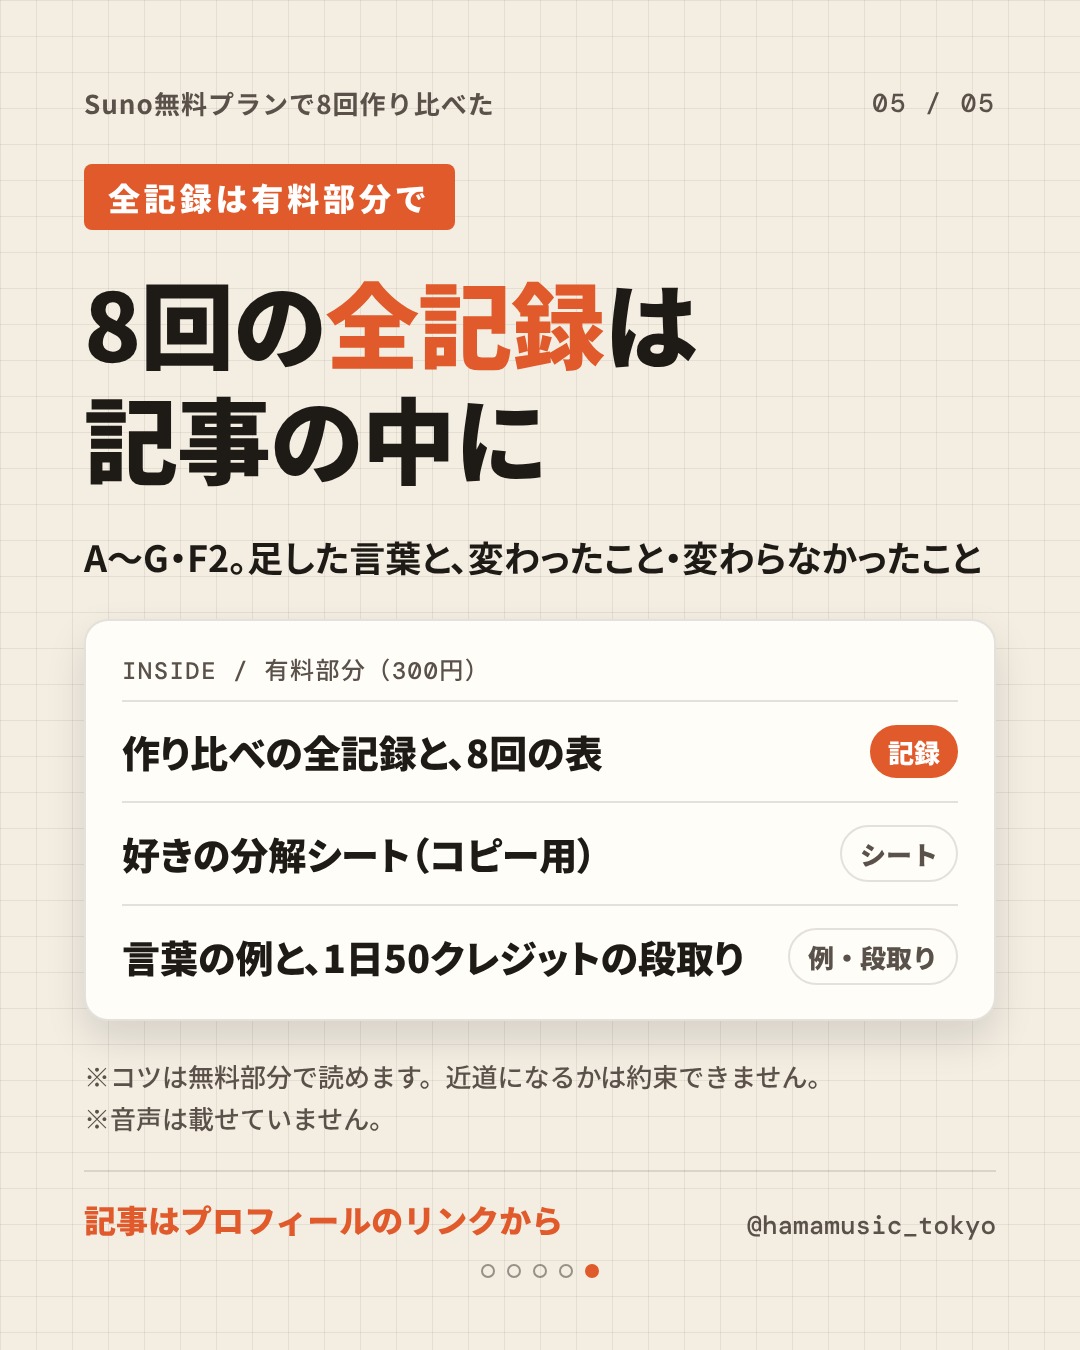 Suno無料プランで8回作り比べた
05 / 05
全記録は有料部分で
8回の全記録は
記事の中に
A〜G・F2。足した言葉と、変わったこと・変わらなかったこと
INSIDE / 有料部分（300円）
作り比べの全記録と、8回の表
記録
好きの分解シート（コピー用）
シート
言葉の例と、1日50クレジットの段取り
例・段取り
※コツは無料部分で読めます。近道になるかは約束できません。
※音声は載せていません。
記事はプロフィールのリンクから
@hamamusic_tokyo